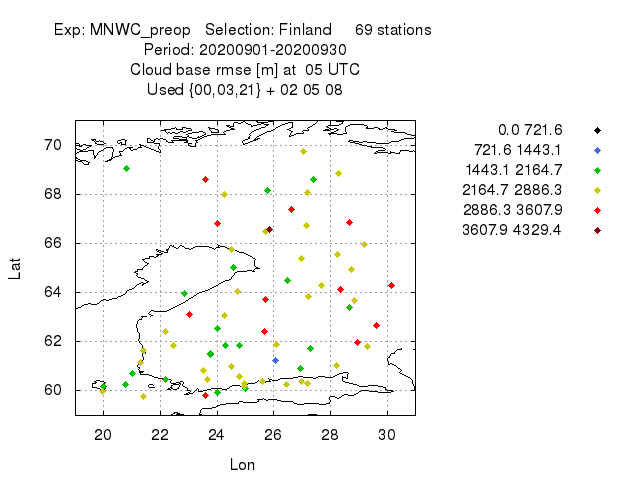 Exp: MNWC_preop   Selection: Finland      69 stations
Period: 20200901-20200930
Cloud base rmse [m] at  05 UTC
Used {00,03,21} + 02 05 08
0.0 721.6
721.6 1443.1
1443.1 2164.7
2164.7 2886.3
2886.3 3607.9
3607.9 4329.4
70
68
66
64
62
60
Lat
20 22 24 26 28 30
Lon